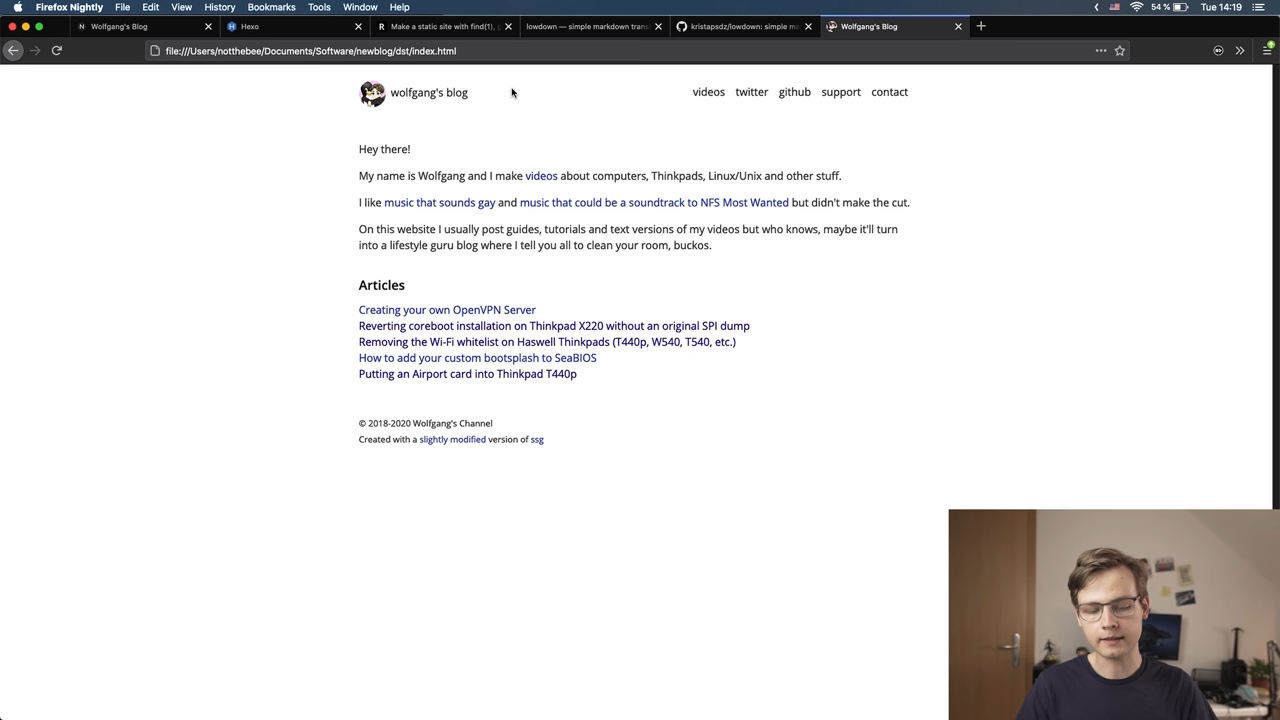 Firefox Nightly File Edit View History Bookmarks Tools Window Help 54 % Tue 14:19
Wolfgang's Blog Hexo Make a static site with find(1), lowdown — simple markdown trans kristapsdz/lowdown: simple ma Wolfgang's Blog
file:///Users/notthebee/Documents/Software/newblog/dst/index.html
wolfgang's blog videos twitter github support contact
Hey there!
My name is Wolfgang and I make videos about computers, Thinkpads, Linux/Unix and other stuff.
I like music that sounds gay and music that could be a soundtrack to NFS Most Wanted but didn't make the cut.
On this website I usually post guides, tutorials and text versions of my videos but who knows, maybe it'll turn
into a lifestyle guru blog where I tell you all to clean your room, buckos.
Articles
Creating your own OpenVPN Server
Reverting coreboot installation on Thinkpad X220 without an original SPI dump
Removing the Wi-Fi whitelist on Haswell Thinkpads (T440p, W540, T540, etc.)
How to add your custom bootsplash to SeaBIOS
Putting an Airport card into Thinkpad T440p
© 2018-2020 Wolfgang's Channel
Created with a slightly modified version of ssg